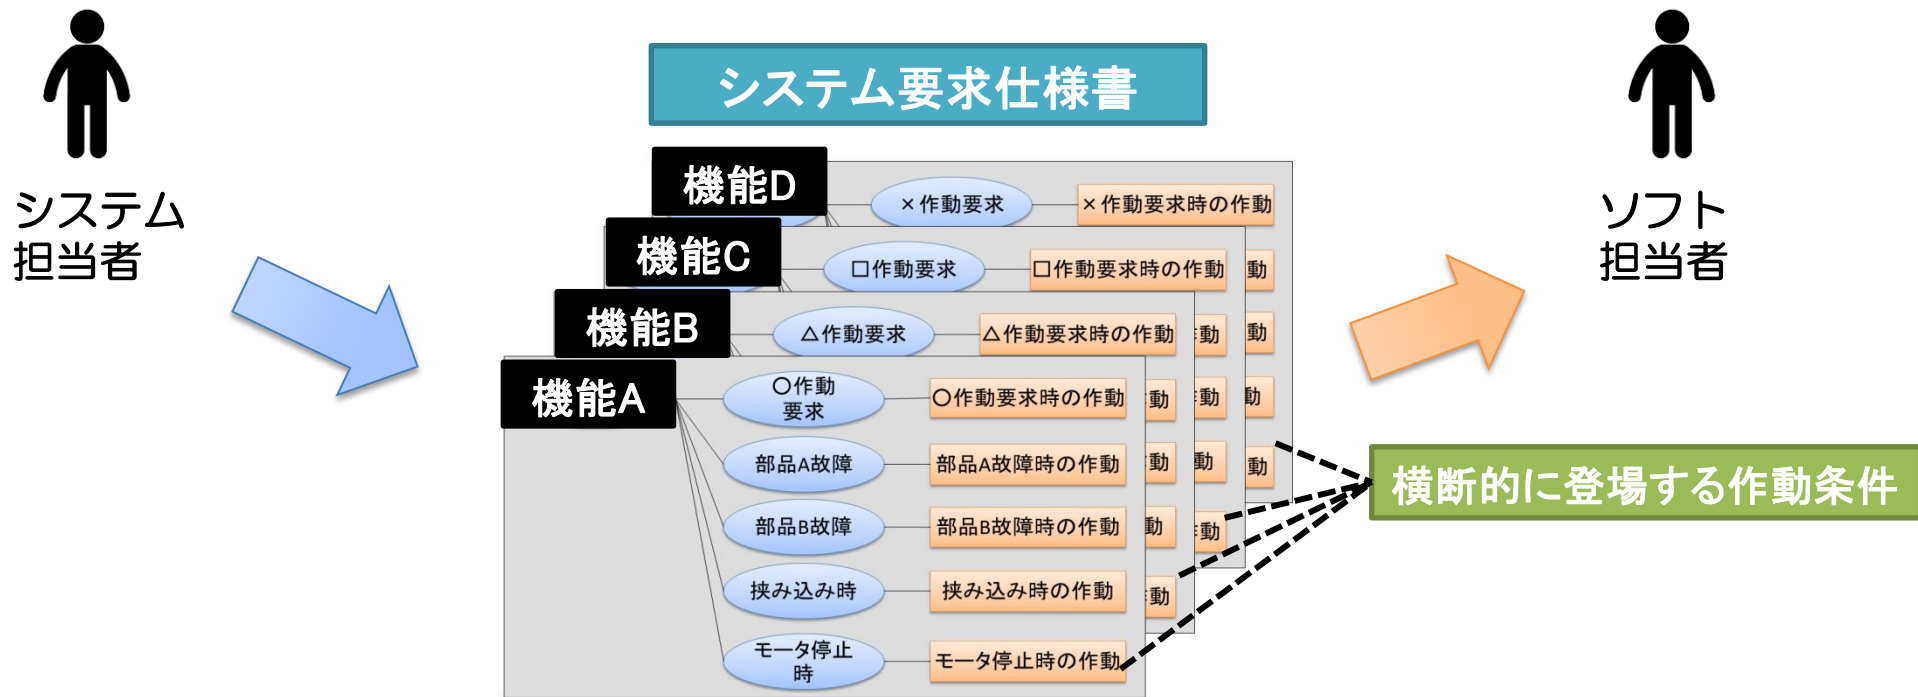 システム
担当者
システム要求仕様書
ソフト
担当者
機能D
×作動要求
×作動要求時の作動
機能C
□作動要求
□作動要求時の作動
動
機能B
△作動要求
△作動要求時の作動
動
動
機能A
○作動
要求
○作動要求時の作動
動
動
動
部品A故障
部品A故障時の作動
動
動
動
部品B故障
部品B故障時の作動
動
動
挟み込み時
挟み込み時の作動
動
モータ停止
時
モータ停止時の作動
横断的に登場する作動条件